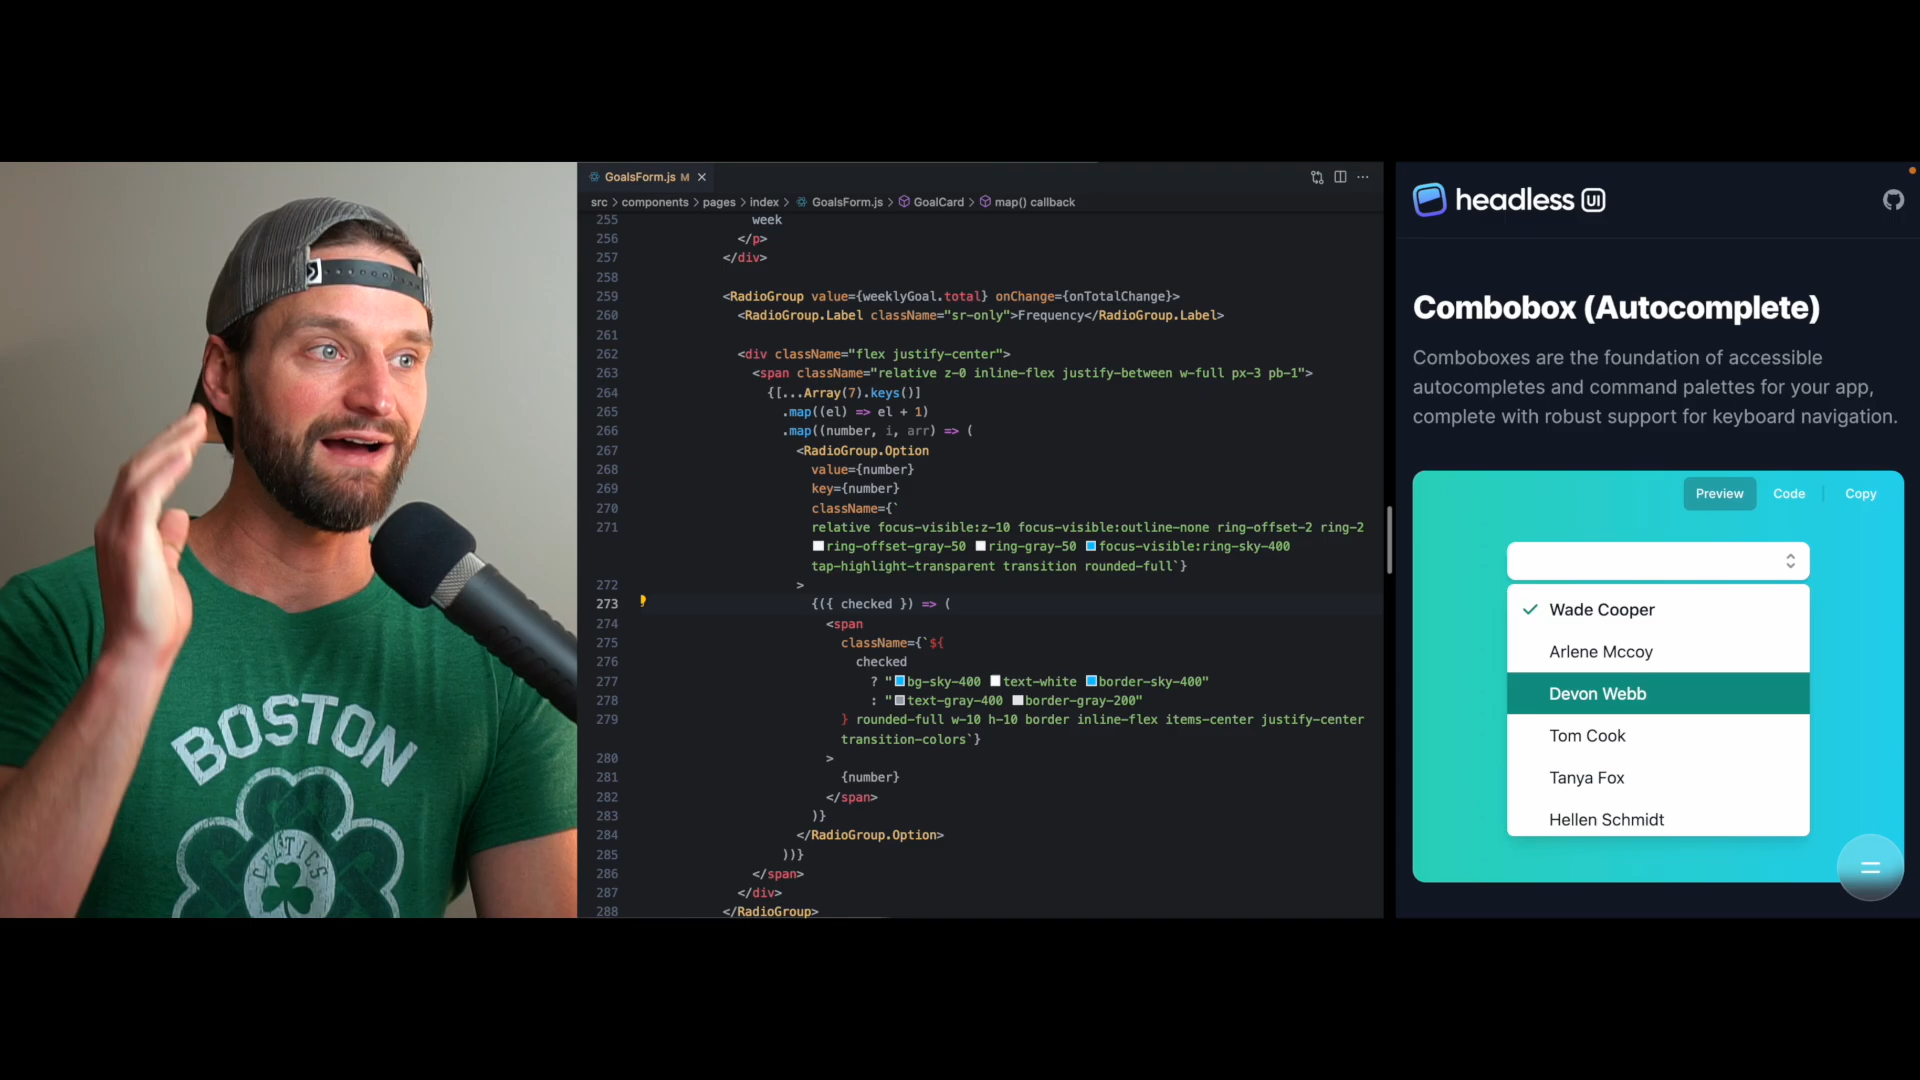 BOSTON
CELTICS
GoalsForm.js M
src > components > pages > index > GoalsForm.js > GoalCard > map() callback
255 week
256 </p>
257 </div>
258
259 <RadioGroup value={weeklyGoal.total} onChange={onTotalChange}>
260 <RadioGroup.Label className="sr-only">Frequency</RadioGroup.Label>
261
262 <div className="flex justify-center">
263 <span className="relative z-0 inline-flex justify-between w-full px-3 pb-1">
264 {[...Array(7).keys()]
265 .map((el) => el + 1)
266 .map((number, i, arr) => (
267 <RadioGroup.Option
268 value={number}
269 key={number}
270 className={`
271 relative focus-visible:z-10 focus-visible:outline-none ring-offset-2 ring-2
ring-offset-gray-50 ring-gray-50 focus-visible:ring-sky-400
tap-highlight-transparent transition rounded-full`}
272 >
273 {({ checked }) => (
274 <span
275 className={`${
276 checked
277 ? "bg-sky-400 text-white border-sky-400"
278 : "text-gray-400 border-gray-200"
279 } rounded-full w-10 h-10 border inline-flex items-center justify-center
transition-colors`}
280 >
281 {number}
282 </span>
283 )}
284 </RadioGroup.Option>
285 ))}
286 </span>
287 </div>
288 </RadioGroup>
headless UI
Combobox (Autocomplete)
Comboboxes are the foundation of accessible
autocompletes and command palettes for your app,
complete with robust support for keyboard navigation.
Preview Code Copy
Wade Cooper
Arlene Mccoy
Devon Webb
Tom Cook
Tanya Fox
Hellen Schmidt